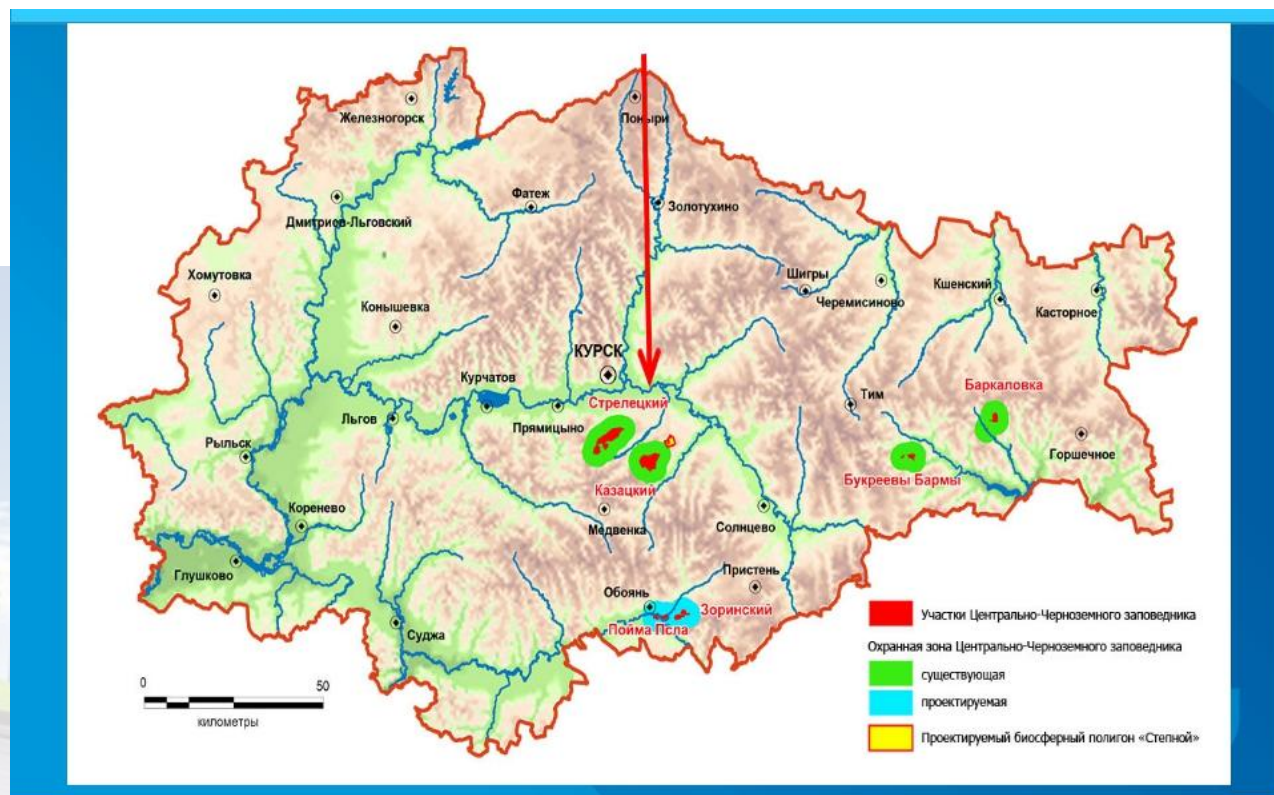 Железногорск
Поныри
Дмитриев-Льговский
Фатеж
Золотухино
Хомутовка
Конышевка
Шигры
Черемисиново
Кшенский
Касторное
КУРСК
Курчатов
Стрелецкий
Прямицыно
Льгов
Рыльск
Тим
Баркаловка
Горшечное
Букреевы Бармы
Казацкий
Медвенка
Солнцево
Коренево
Глушково
Суджа
Обоянь
Пристень
Зоринский
Пойма Псла
0 50
километры
Участки Центрально-Черноземного заповедника
Охранная зона Центрально-Черноземного заповедника
существующая
проектируемая
Проектируемый биосферный полигон «Степной»